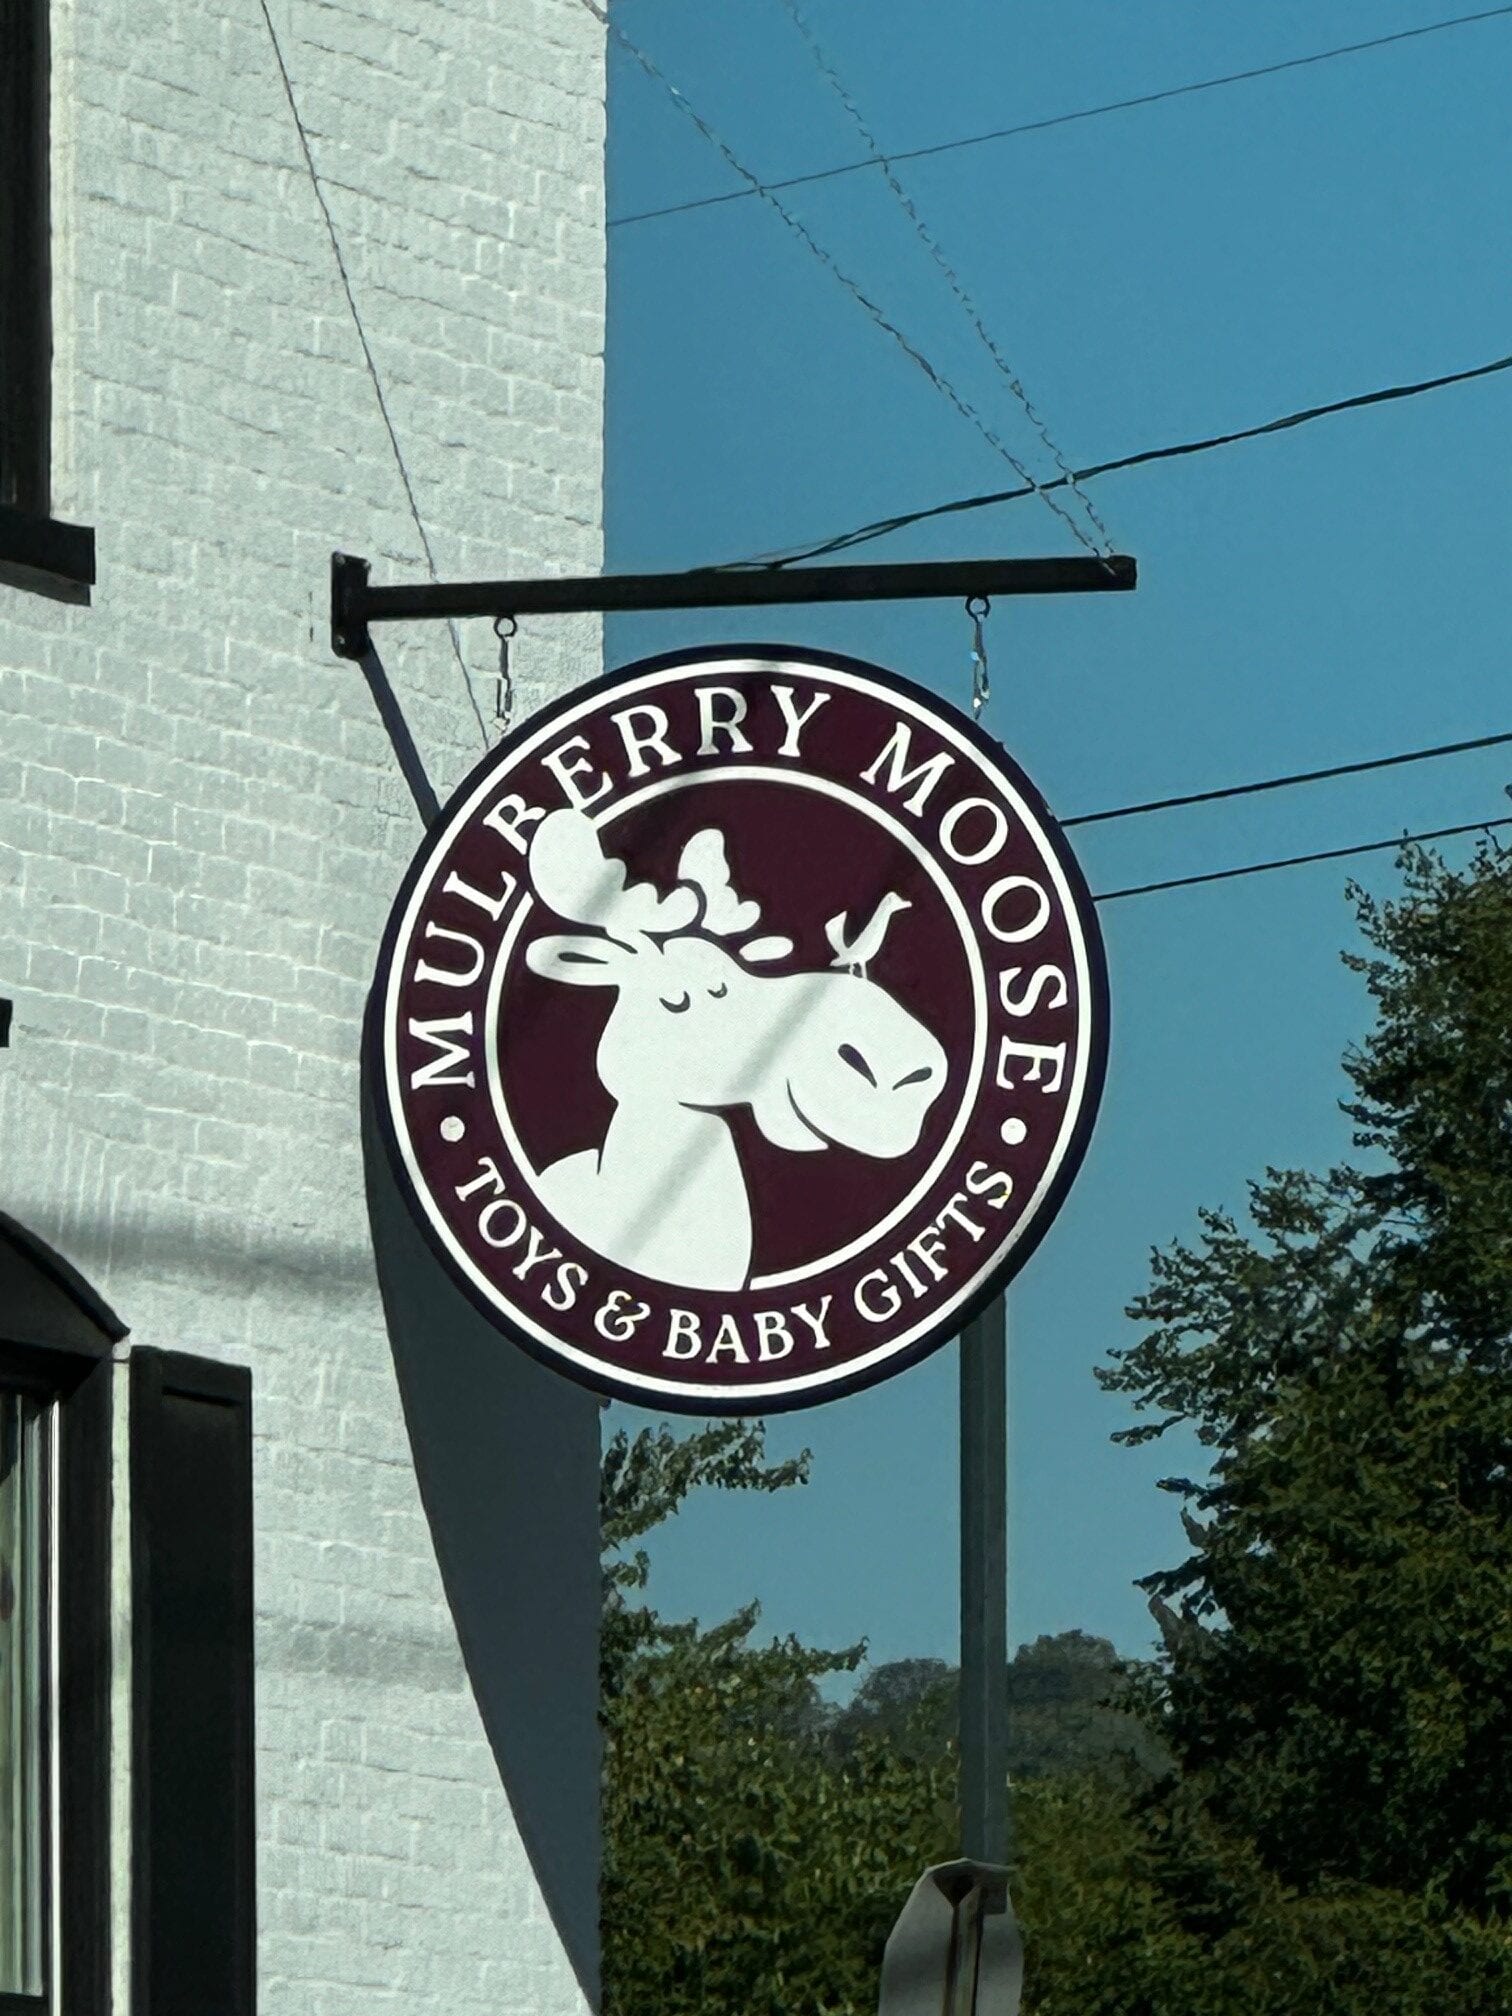 MULBERRY MOOSE
• TOYS & BABY GIFTS •